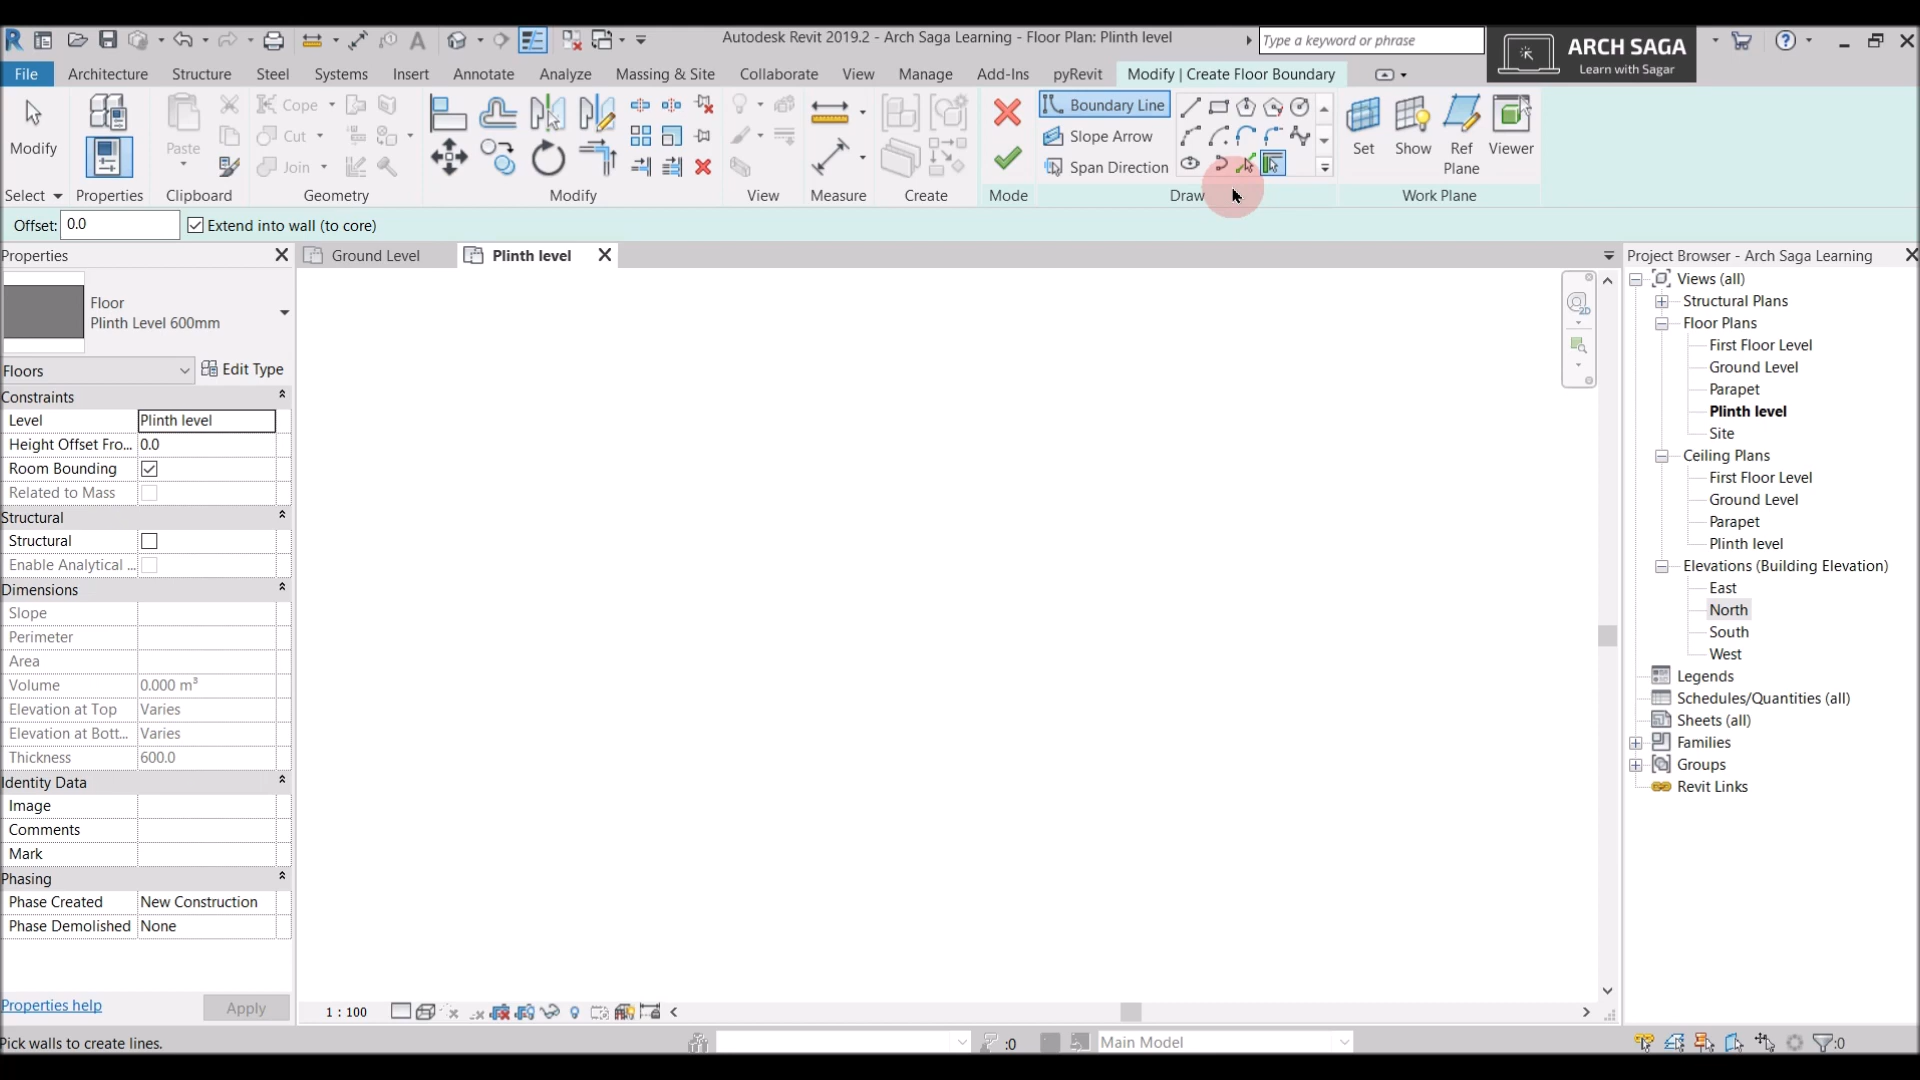 Autodesk Revit 2019.2 - Arch Saga Learning - Floor Plan: Plinth level
Type a keyword or phrase
ARCH SAGA
Learn with Sagar
File Architecture Structure Steel Systems Insert Annotate Analyze Massing & Site Collaborate View Manage Add-Ins pyRevit Modify | Create Floor Boundary
Modify
Paste
Cope
Cut
Join
Boundary Line
Slope Arrow
Span Direction
Set
Show
Ref
Plane
Viewer
Select Properties Clipboard Geometry Modify View Measure Create Mode Draw Work Plane
Offset: 0.0 Extend into wall (to core)
Properties
Ground Level
Plinth level
Project Browser - Arch Saga Learning
Floor
Plinth Level 600mm
Floors
Edit Type
Constraints
Level Plinth level
Height Offset Fro... 0.0
Room Bounding
Related to Mass
Structural
Structural
Enable Analytical ...
Dimensions
Slope
Perimeter
Area
Volume 0.000 m³
Elevation at Top Varies
Elevation at Bott... Varies
Thickness 600.0
Identity Data
Image
Comments
Mark
Phasing
Phase Created New Construction
Phase Demolished None
Properties help
Apply
2D
Views (all)
Structural Plans
Floor Plans
First Floor Level
Ground Level
Parapet
Plinth level
Site
Ceiling Plans
First Floor Level
Ground Level
Parapet
Plinth level
Elevations (Building Elevation)
East
North
South
West
Legends
Schedules/Quantities (all)
Sheets (all)
Families
Groups
Revit Links
1 : 100
Pick walls to create lines.
:0
Main Model
:0